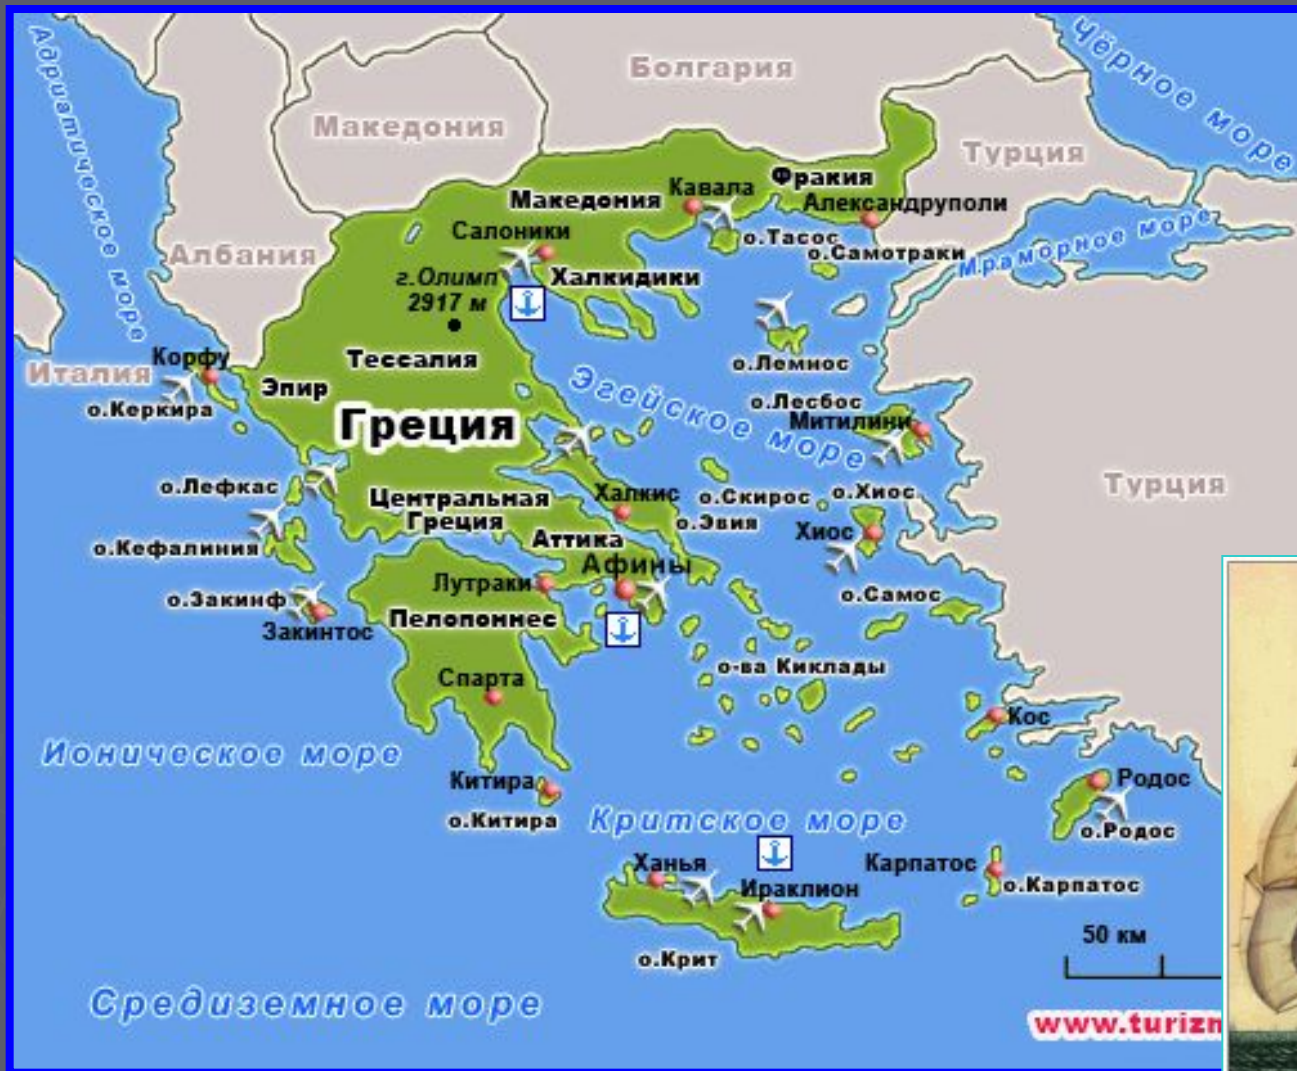 Адриатическое море
Чёрное море
Болгария
Македония
Турция
Албания
Фракия
Кавала
Македония
Александруполи
Мраморное море
Салоники
о.Тасос
о.Самотраки
г.Олимп
2917 м
Халкидики
Корфу
Италия
Тессалия
Эпир
о.Лемнос
Эгейское море
о.Керкира
о.Лесбос
Митилини
Греция
о.Лефкас
Центральная
Греция
Халкис
о.Скирос
о.Хиос
Турция
о.Эвия
о.Кефалиния
Аттика
Хиос
Афины
Лутраки
о.Закинф
Закинтос
Пелопоннес
о.Самос
о-ва Киклады
Спарта
Кос
Ионическое море
Китира
о.Китира
Критское море
Родос
о.Родос
Ханья
Ираклион
Карпатос
о.Карпатос
о.Крит
50 км
Средиземное море
www.turizm